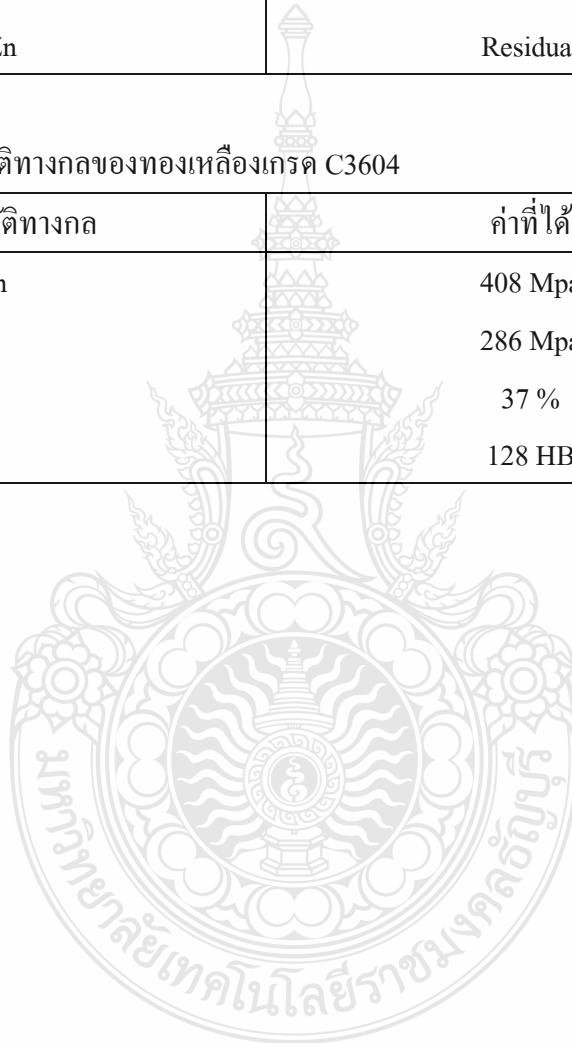 Zn Residua
ติทางกลของทองเหลืองเกรด C3604
ติทางกล ค่าที่ได้
n 408 Mpa
286 Mpa
37 %
128 HB
มหาวิทยาลัยเทคโนโลยีราชมงคลธัญบุรี